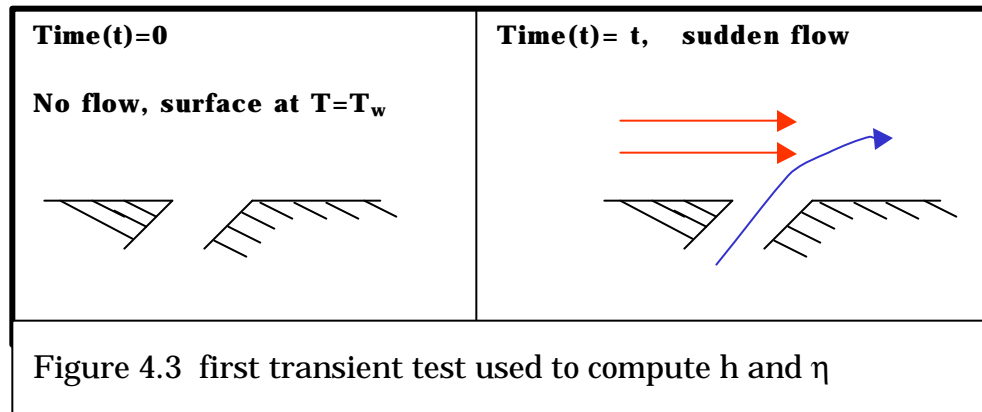 Time(t)=0
No flow, surface at T=Tw
Time(t)= t, sudden flow
Figure 4.3 first transient test used to compute h and η